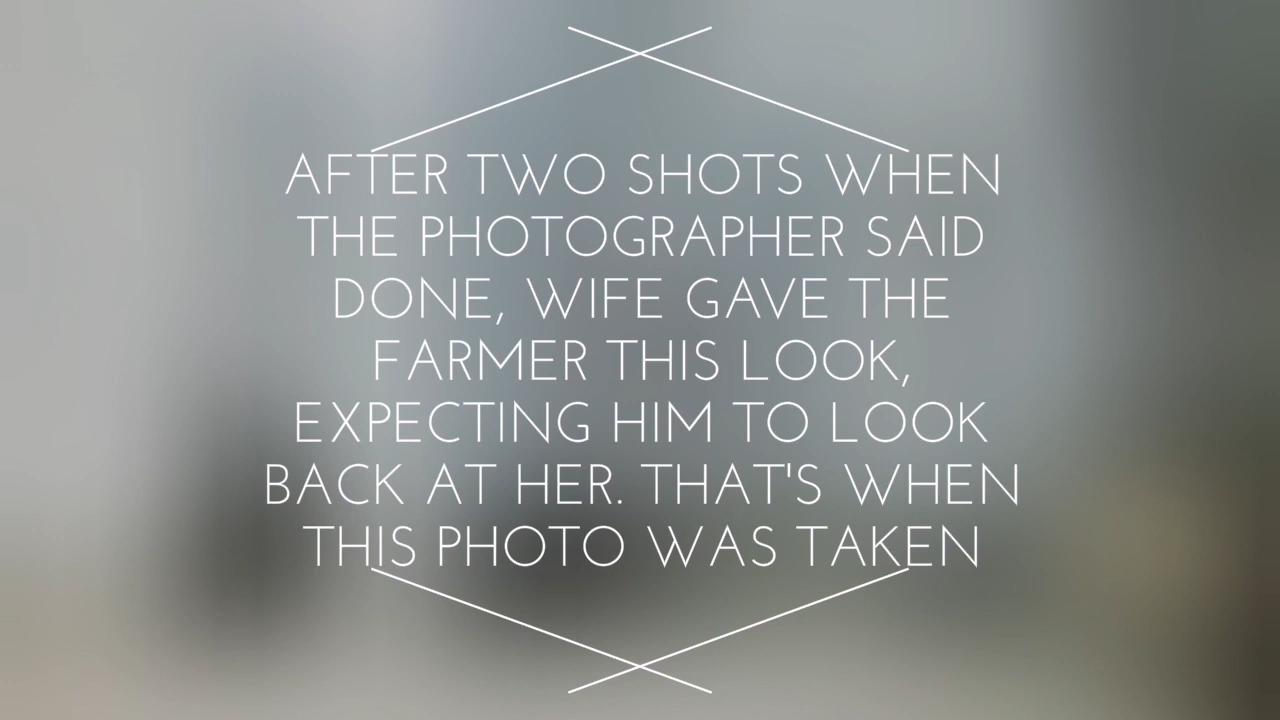 AFTER TWO SHOTS WHEN
THE PHOTOGRAPHER SAID
DONE, WIFE GAVE THE
FARMER THIS LOOK,
EXPECTING HIM TO LOOK
BACK AT HER. THAT'S WHEN
THIS PHOTO WAS TAKEN